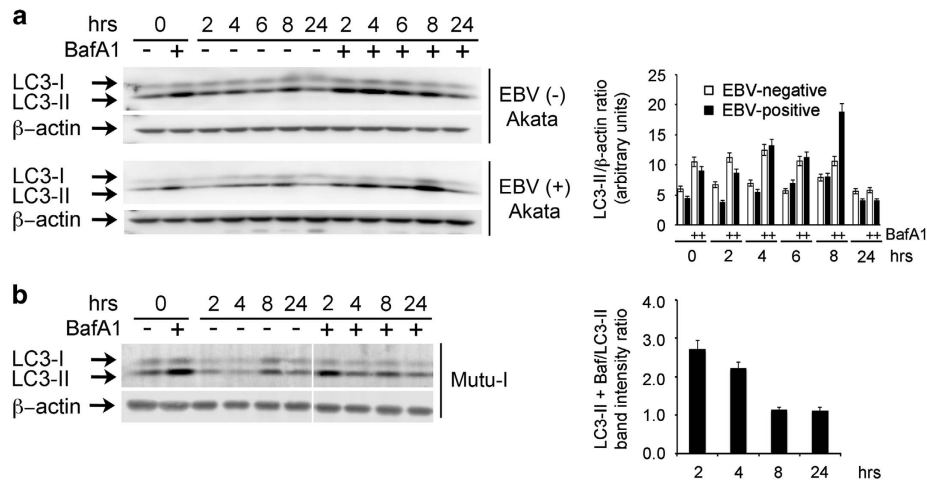 a
hrs 0 2 4 6 8 24 2 4 6 8 24
BafA1 - + - - - - - + + + + +
LC3-I
LC3-II
β-actin
EBV (-)
Akata
LC3-I
LC3-II
β-actin
EBV (+)
Akata
LC3-II/β-actin ratio
(arbitrary units)
25
20
15
10
5
0
EBV-negative
EBV-positive
++ ++ ++ ++ ++ ++ BafA1
0 2 4 6 8 24 hrs
b
hrs 0 2 4 8 24 2 4 8 24
BafA1 - + - - - - + + + +
LC3-I
LC3-II
β-actin
Mutu-I
LC3-II + Baf/LC3-II
band intensity ratio
4.0
3.0
2.0
1.0
0.0
2 4 8 24 hrs